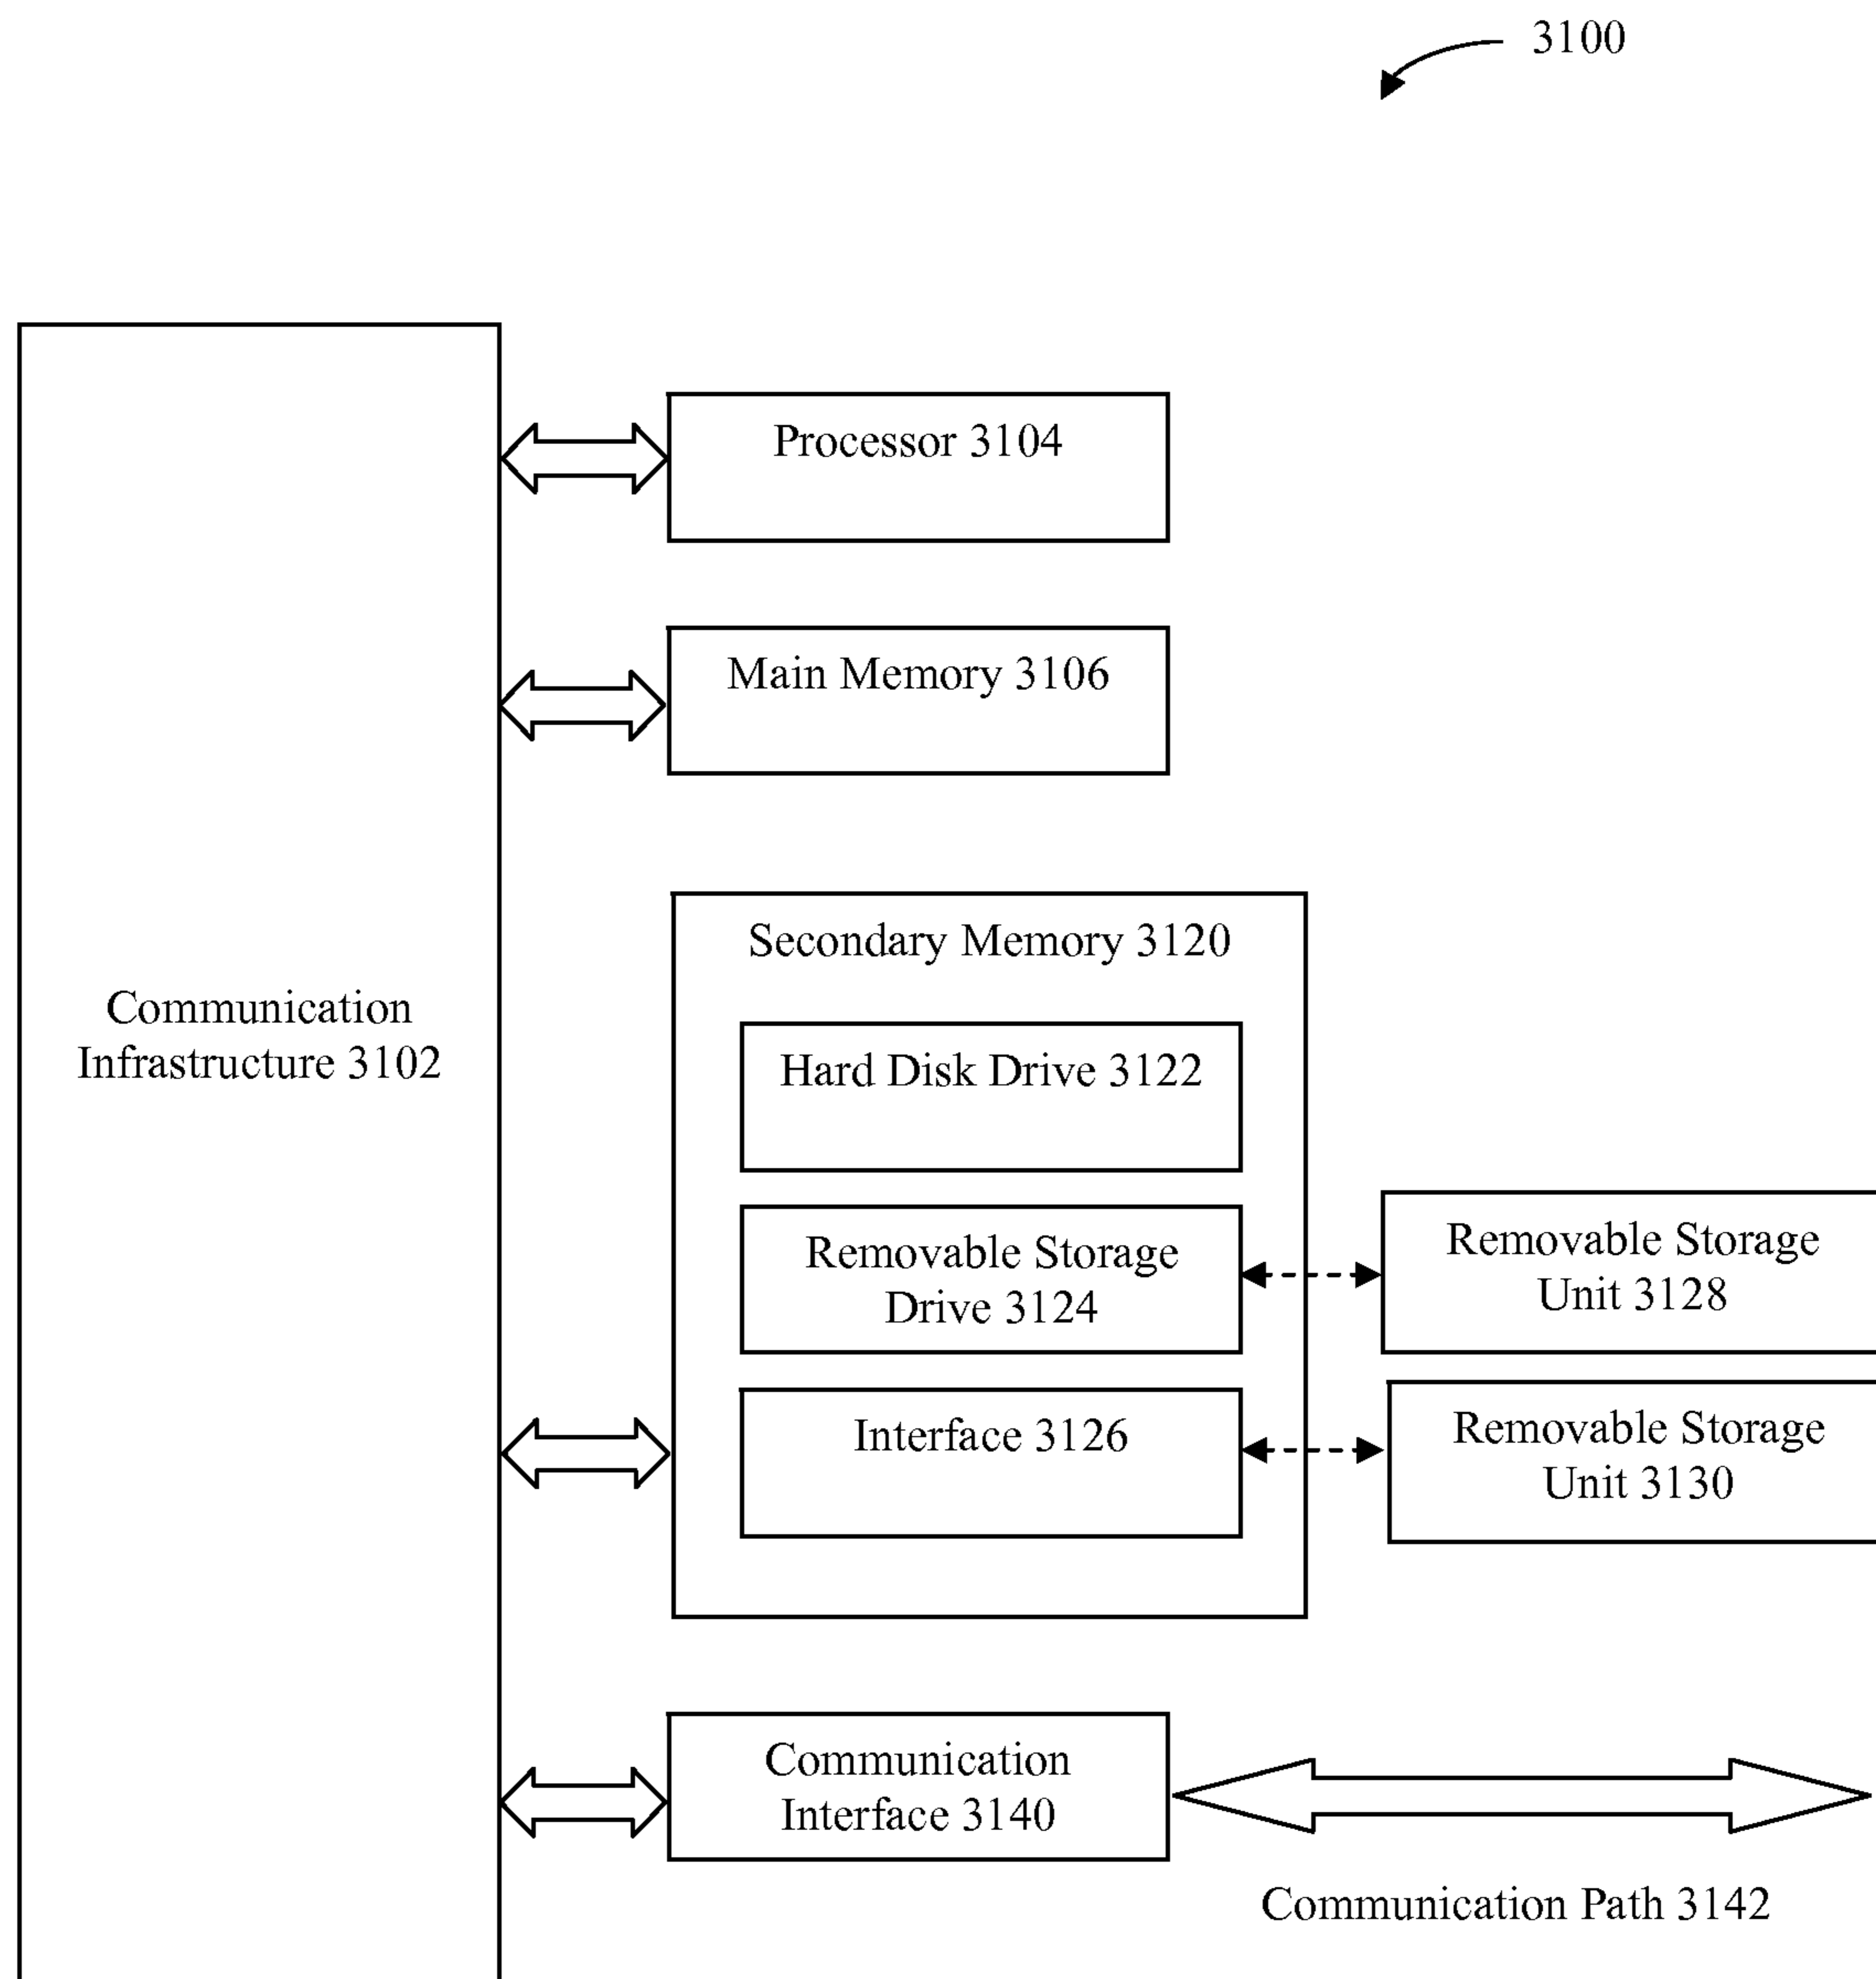 3100
Processor 3104
Main Memory 3106
Secondary Memory 3120
Communication
Infrastructure 3102
Hard Disk Drive 3122
Removable Storage
Drive 3124
Removable Storage
Unit 3128
Interface 3126
Removable Storage
Unit 3130
Communication
Interface 3140
Communication Path 3142